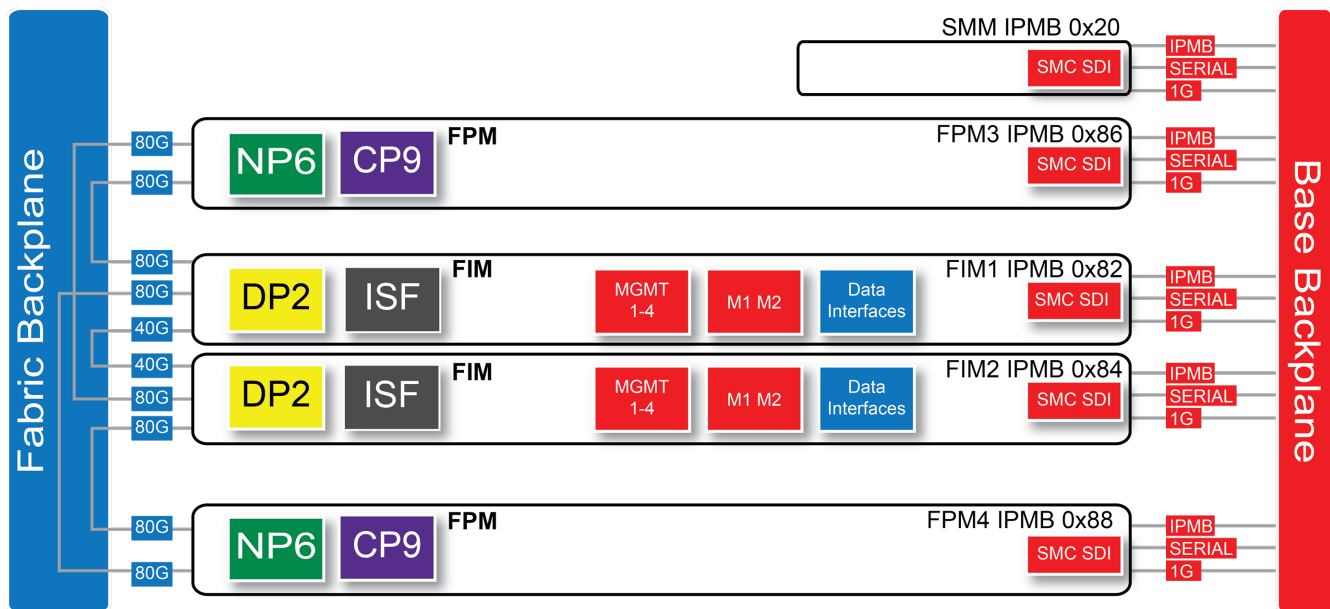 Fabric Backplane
Base Backplane
SMM IPMB 0x20
SMC SDI
IPMB
SERIAL
1G
80G
80G
NP6
CP9
FPM
FPM3 IPMB 0x86
SMC SDI
IPMB
SERIAL
1G
80G
80G
40G
DP2
ISF
FIM
MGMT
1-4
M1 M2
Data
Interfaces
FIM1 IPMB 0x82
SMC SDI
IPMB
SERIAL
1G
40G
80G
80G
DP2
ISF
FIM
MGMT
1-4
M1 M2
Data
Interfaces
FIM2 IPMB 0x84
SMC SDI
IPMB
SERIAL
1G
80G
80G
NP6
CP9
FPM
FPM4 IPMB 0x88
SMC SDI
IPMB
SERIAL
1G